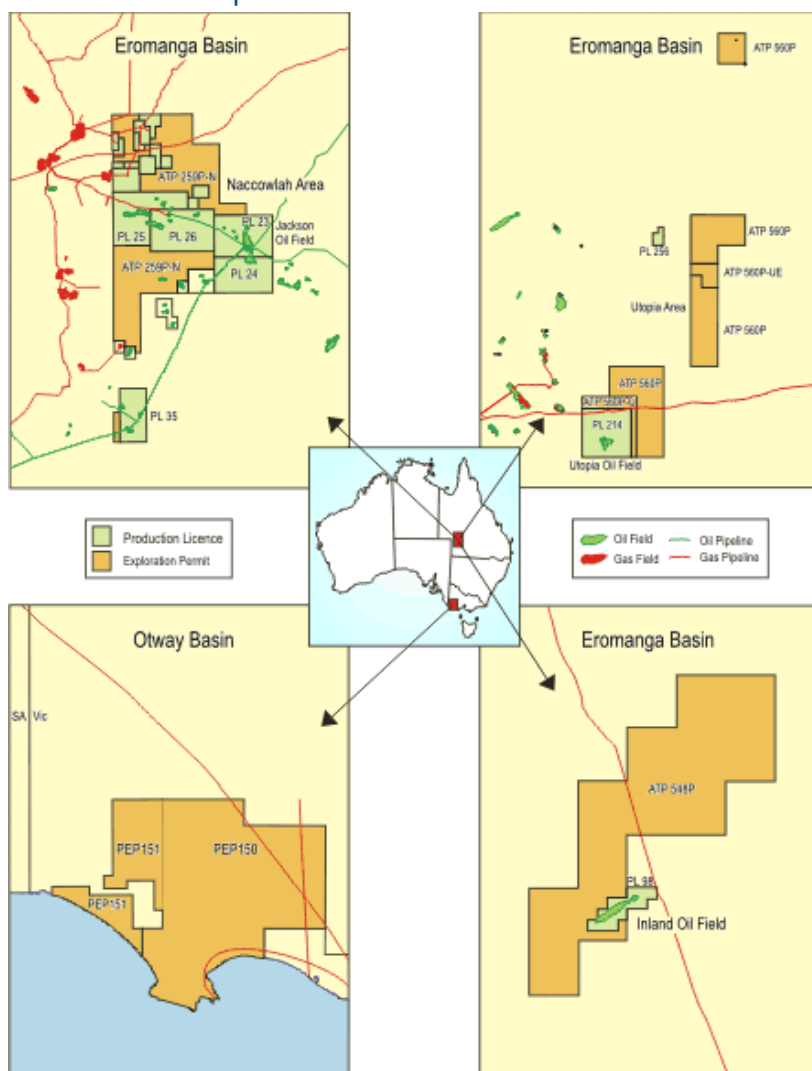 Eromanga Basin
ATP 259P-N
Naccowlah Area
PL 23
Jackson
Oil Field
PL 25
PL 26
ATP 259P-N
PL 24
PL 35
Eromanga Basin
ATP 560P
PL 256
ATP 560P
ATP 560P-UE
Utopia Area
ATP 560P
ATP 560P
PL 214
Utopia Oil Field
Production Licence
Exploration Permit
Oil Field
Oil Pipeline
Gas Field
Gas Pipeline
Otway Basin
SA
Vic
PEP151
PEP150
PEP151
Eromanga Basin
ATP 548P
PL 98
Inland Oil Field